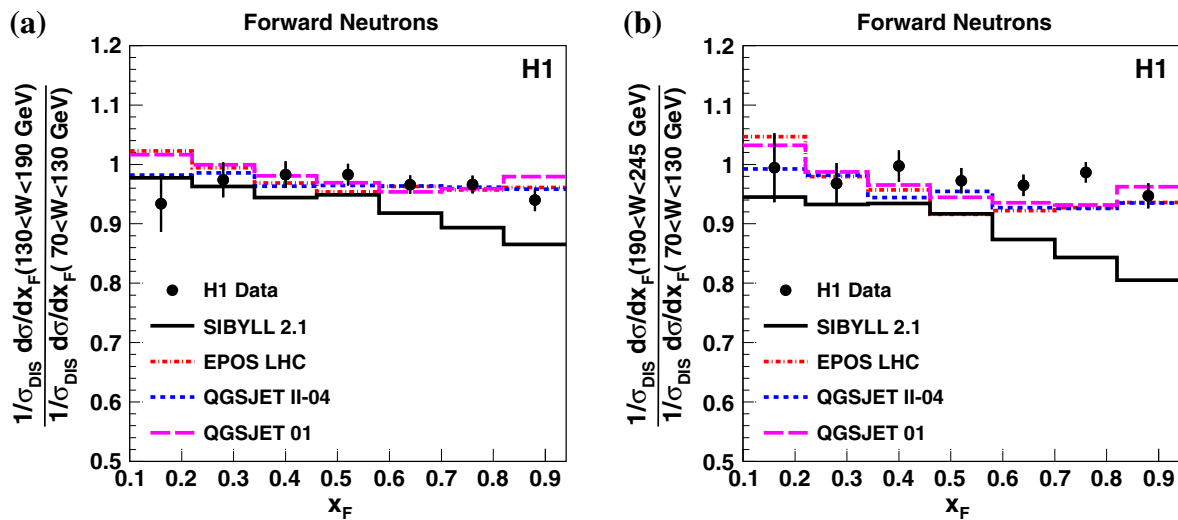 (a)
Forward Neutrons
H1
1/σ_DIS dσ/dx_F(130<W<190 GeV)
1/σ_DIS dσ/dx_F( 70<W<130 GeV)
1.2
1.1
1
0.9
0.8
0.7
0.6
0.5
H1 Data
SIBYLL 2.1
EPOS LHC
QGSJET II-04
QGSJET 01
0.1 0.2 0.3 0.4 0.5 0.6 0.7 0.8 0.9
x_F
(b)
Forward Neutrons
H1
1/σ_DIS dσ/dx_F(190<W<245 GeV)
1/σ_DIS dσ/dx_F( 70<W<130 GeV)
1.2
1.1
1
0.9
0.8
0.7
0.6
0.5
H1 Data
SIBYLL 2.1
EPOS LHC
QGSJET II-04
QGSJET 01
0.1 0.2 0.3 0.4 0.5 0.6 0.7 0.8 0.9
x_F